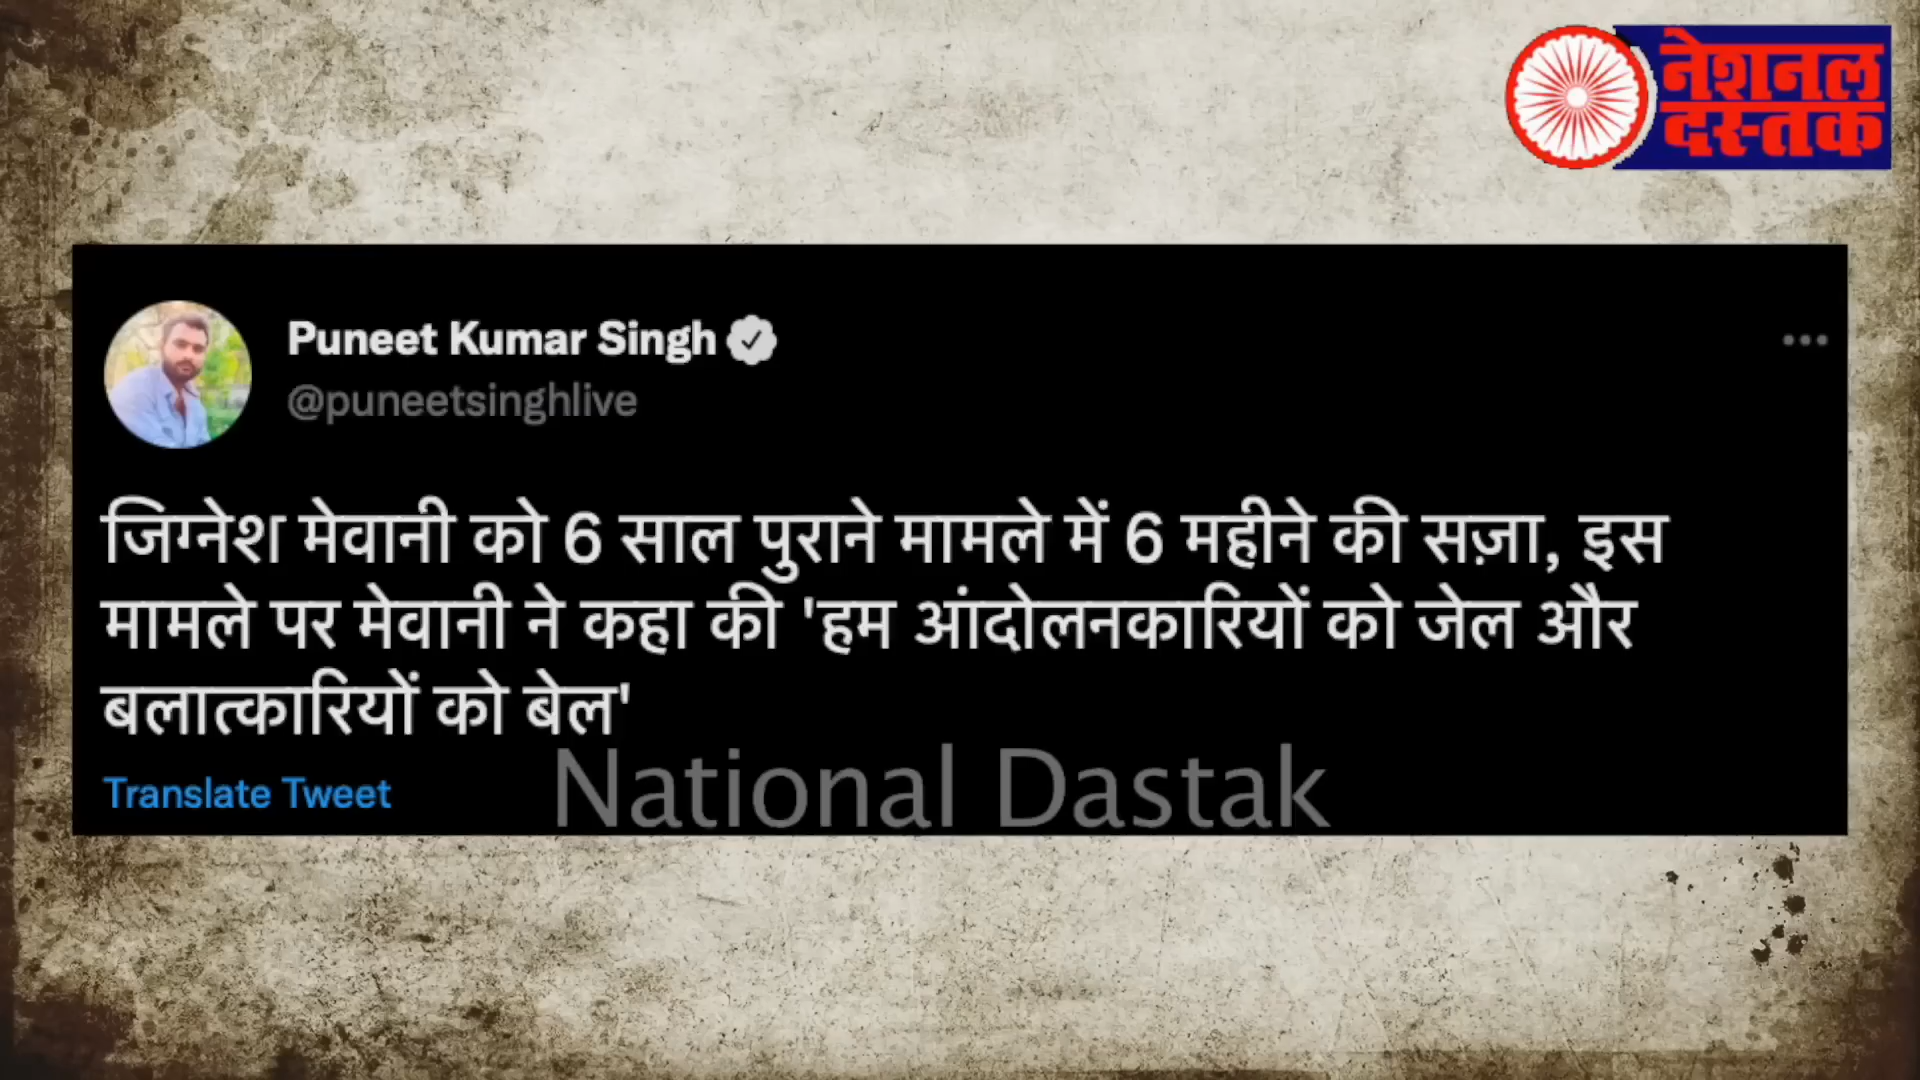 नेशनल
दस्तक
Puneet Kumar Singh
@puneetsinghlive
जिग्नेश मेवानी को 6 साल पुराने मामले में 6 महीने की सज़ा, इस
मामले पर मेवानी ने कहा की 'हम आंदोलनकारियों को जेल और
बलात्कारियों को बेल'
Translate Tweet
National Dastak